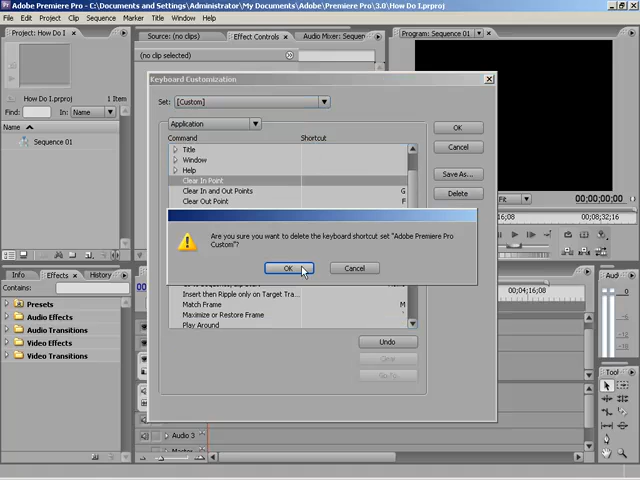 Adobe Premiere Pro - C:\Documents and Settings\Administrator\My Documents\Adobe\Premiere Pro\3.0\How Do I.prproj
File Edit Project Clip Sequence Marker Title Window Help
Project: How Do I
Source: (no clips)
Effect Controls
Audio Mixer: Sequen
Program: Sequence 01
(no clip selected)
How Do I.prproj
1 Item
Find:
In:
Name
Name
Sequence 01
Keyboard Customization
Set:
[Custom]
Application
Command
Shortcut
Title
Window
Help
Clear In Point
Clear In and Out Points
G
Clear Out Point
F
OK
Cancel
Save As...
Delete
Are you sure you want to delete the keyboard shortcut set "Adobe Premiere Pro
Custom"?
OK
Cancel
Insert then Ripple only on Target Tra...
Match Frame
M
Maximize or Restore Frame
`
Play Around
Undo
Clear
Fit
00;00;00;00
16;08
00;08;32;16
00;04;16;08
Info
Effects
History
Contains:
Presets
Audio Effects
Audio Transitions
Video Effects
Video Transitions
Audio 3
0
-6
Tool